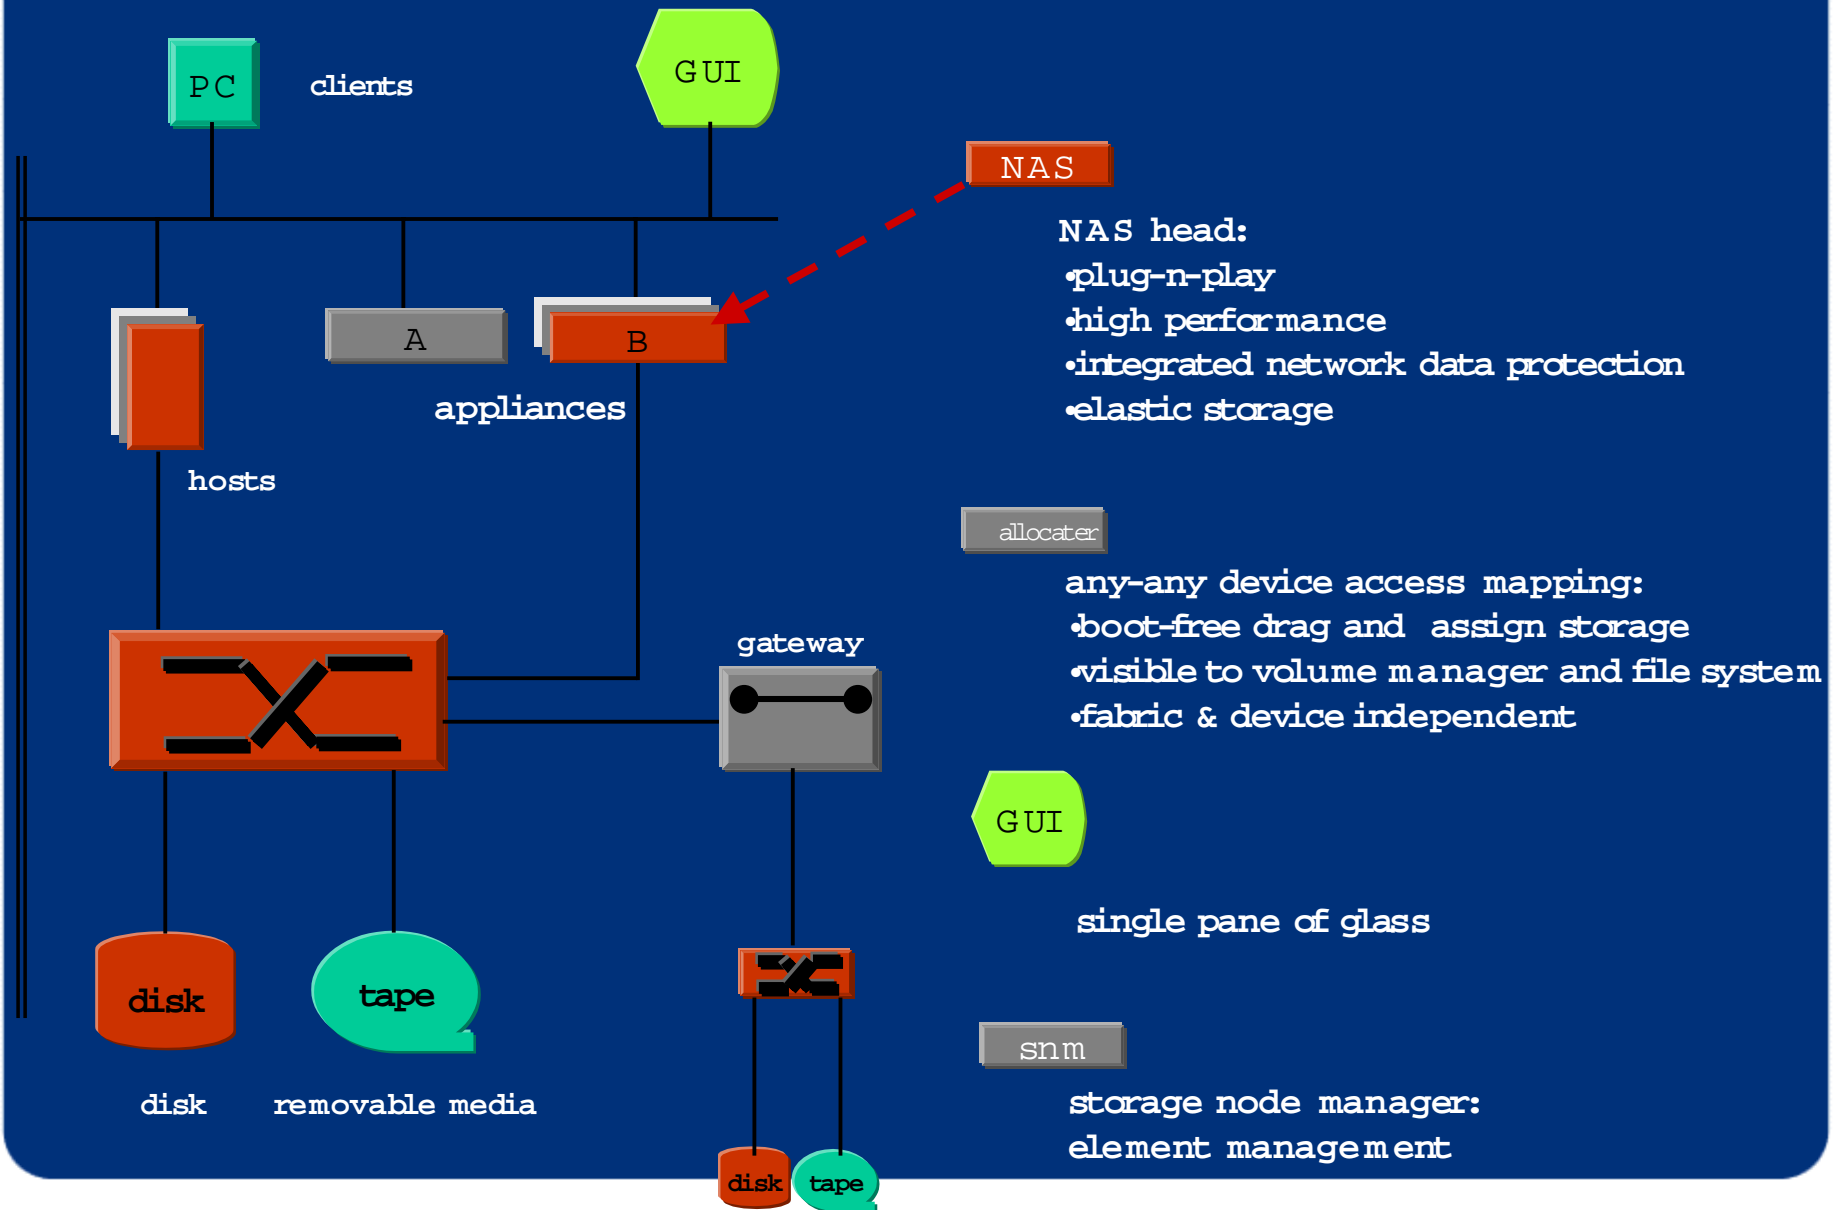 PC
clients
GUI
NAS
NAS head:
•plug-n-play
•high performance
•integrated network data protection
•elastic storage
A
B
appliances
hosts
allocater
any-any device access mapping:
•boot-free drag and assign storage
•visible to volume manager and file system
•fabric & device independent
gateway
GUI
single pane of glass
disk
tape
snm
storage node manager:
element management
disk
removable media
disk
tape